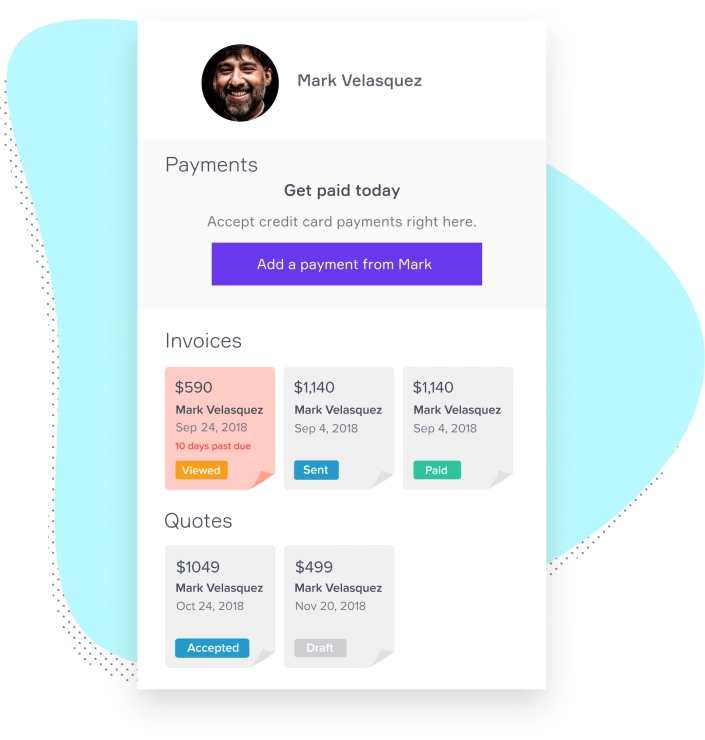 Mark Velasquez
Payments
Get paid today
Accept credit card payments right here.
Add a payment from Mark
Invoices
$590
Mark Velasquez
Sep 24, 2018
10 days past due
Viewed
$1,140
Mark Velasquez
Sep 4, 2018
Sent
$1,140
Mark Velasquez
Sep 4, 2018
Paid
Quotes
$1049
Mark Velasquez
Oct 24, 2018
Accepted
$499
Mark Velasquez
Nov 20, 2018
Draft